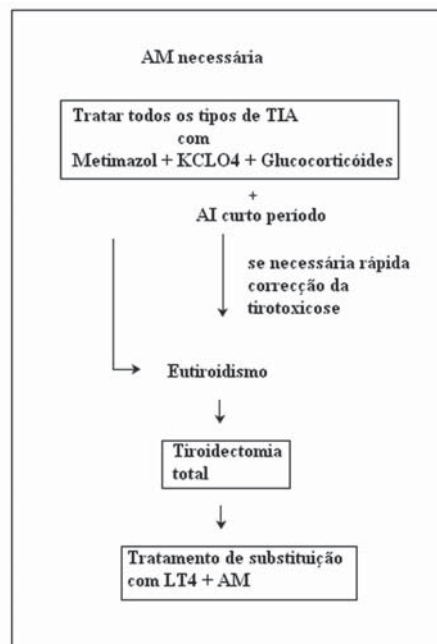 AM necessária
Tratar todos os tipos de TIA
com
Metimazol + KCLO4 + Glucocorticóides
+
AI curto período
se necessária rápida
correcção da
tirotoxicose
Eutiroidismo
Tiroidectomia
total
Tratamento de substituição
com LT4 + AM